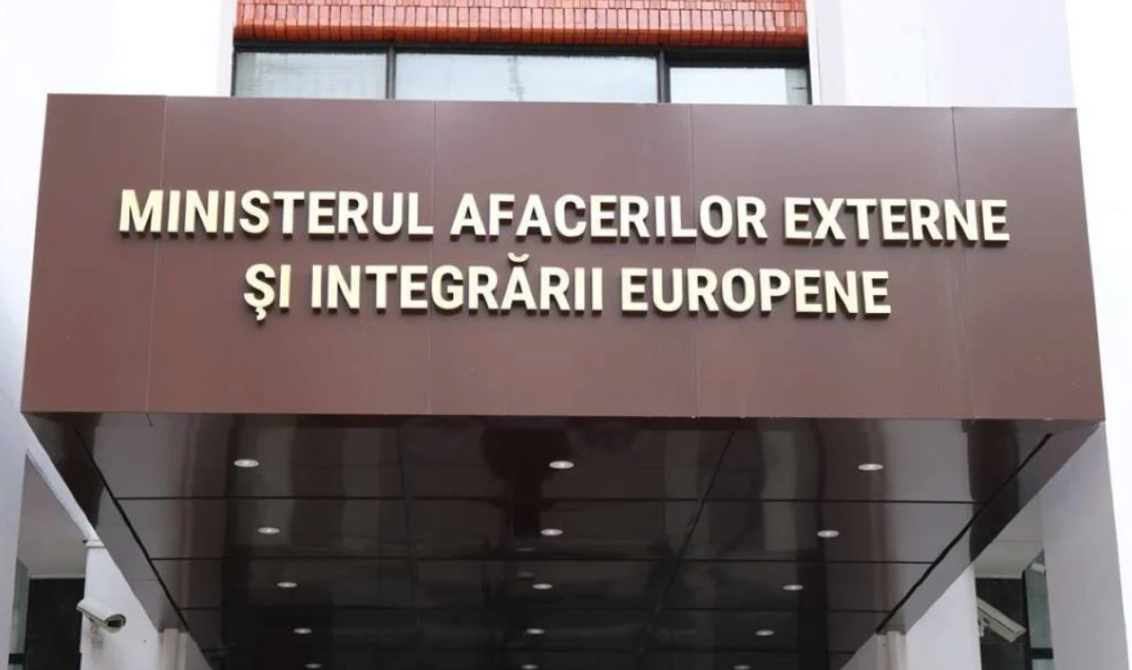 MINISTERUL AFACERILOR EXTERNE
ŞI INTEGRĂRII EUROPENE